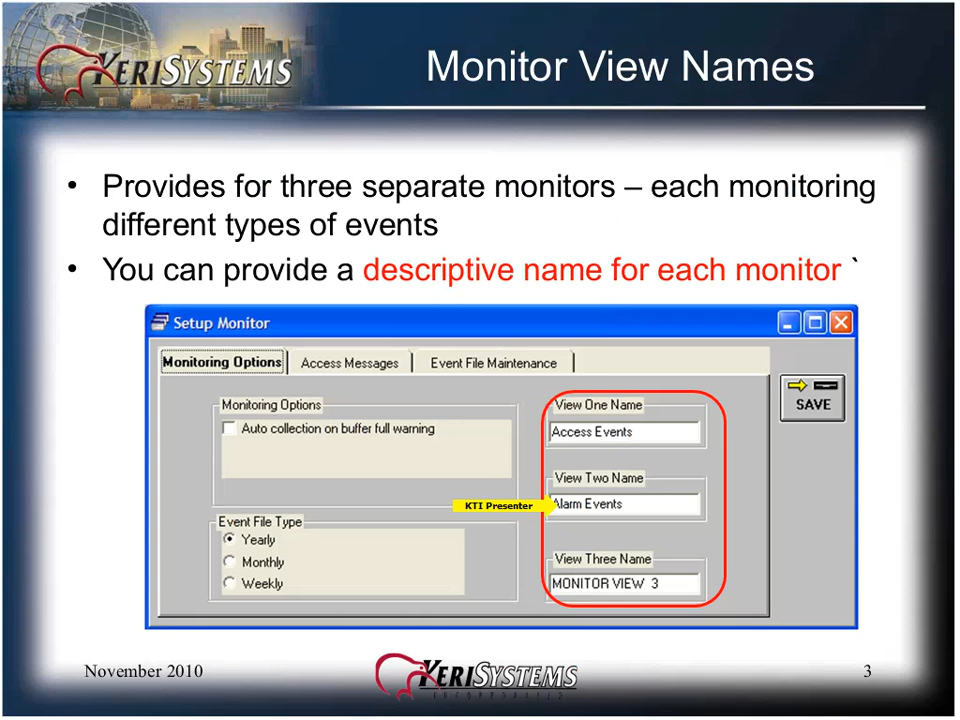 KERISYSTEMS
Monitor View Names
• Provides for three separate monitors – each monitoring
different types of events
• You can provide a descriptive name for each monitor `
Setup Monitor
Monitoring Options
Access Messages
Event File Maintenance
SAVE
Monitoring Options
Auto collection on buffer full warning
Event File Type
Yearly
Monthly
Weekly
View One Name
Access Events
View Two Name
KTI Presenter
Alarm Events
View Three Name
MONITOR VIEW 3
November 2010
KERISYSTEMS
INCORPORATED
3